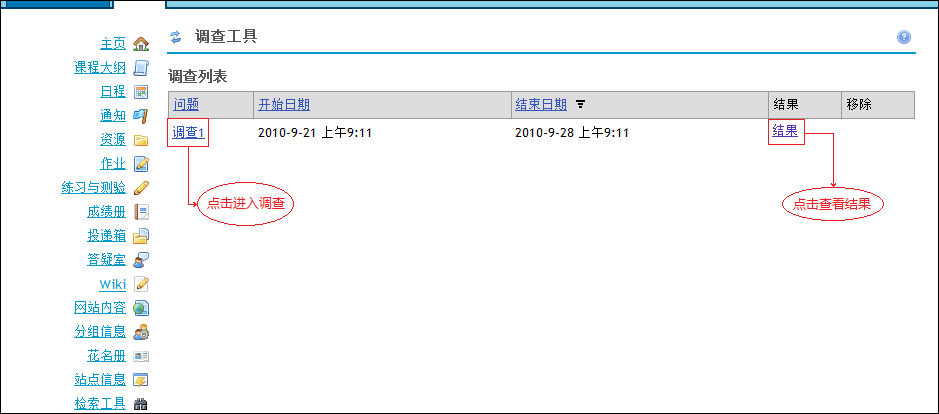 调查工具
主页
课程大纲
日程
通知
资源
作业
练习与测验
成绩册
投递箱
答疑室
Wiki
网站内容
分组信息
花名册
站点信息
检索工具
调查列表
问题 开始日期 结束日期 结果 移除
调查1 2010-9-21 上午9:11 2010-9-28 上午9:11 结果
点击进入调查 点击查看结果